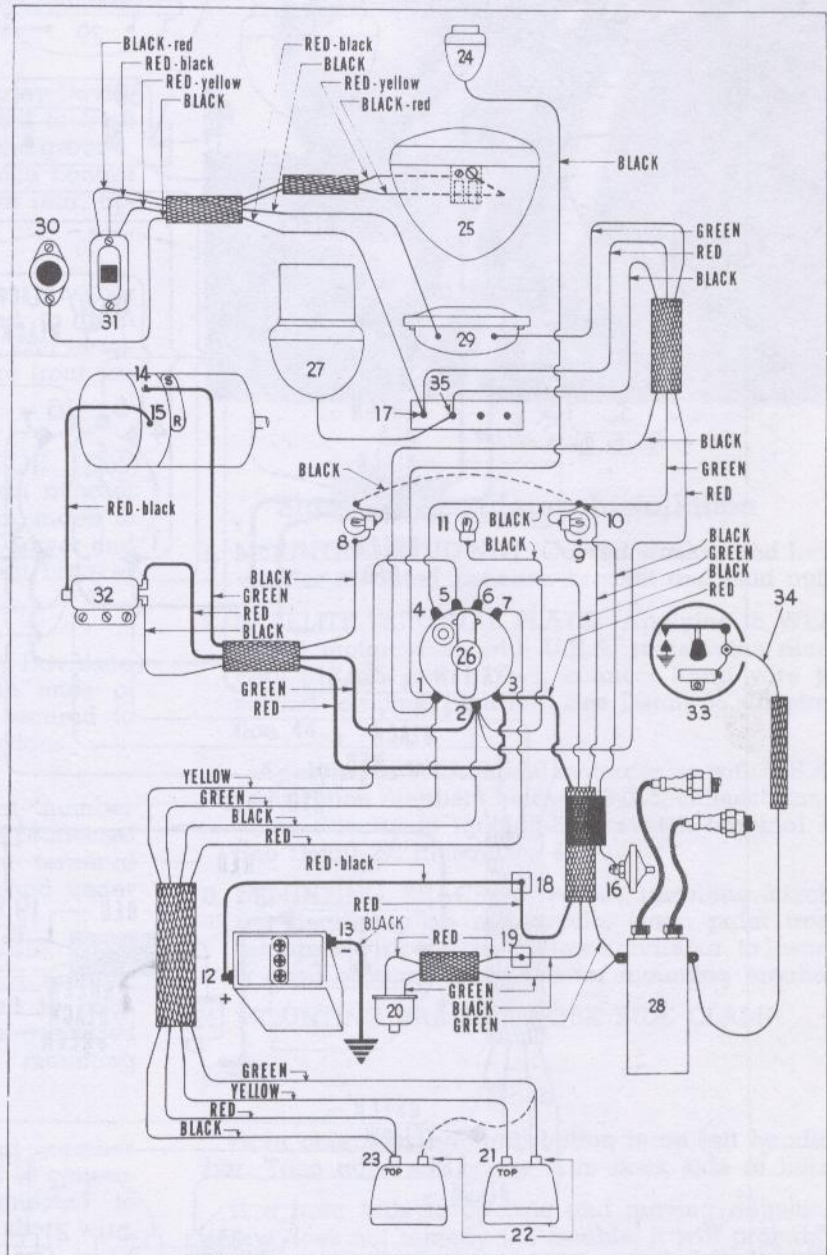 BLACK-red
RED-black
RED-yellow
BLACK
RED-black
BLACK
RED-yellow
BLACK-red
24
BLACK
25
30
31
GREEN
RED
BLACK
27
29
17
35
14
S
15
R
BLACK
GREEN
RED
BLACK
RED-black
8
11
BLACK
10
BLACK
9
BLACK
GREEN
BLACK
RED
32
BLACK
GREEN
RED
BLACK
4
5
6
7
26
1
2
3
34
33
GREEN
RED
YELLOW
GREEN
BLACK
RED
RED-black
18
16
RED
BLACK
13
-
12
+
RED
19
20
GREEN
BLACK
GREEN
28
GREEN
YELLOW
RED
BLACK
23
TOP
21
TOP
22